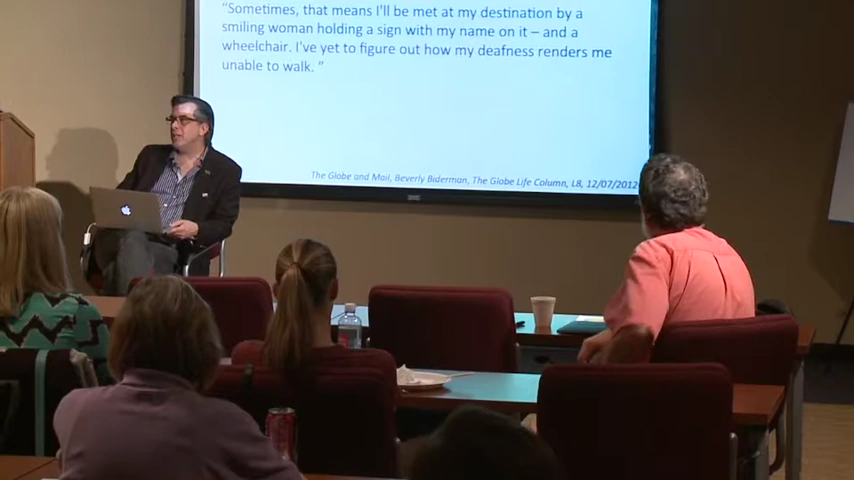 “Sometimes, that means I'll be met at my destination by a
smiling woman holding a sign with my name on it – and a
wheelchair. I've yet to figure out how my deafness renders me
unable to walk. ”
The Globe and Mail, Beverly Biderman, The Globe Life Column, L8, 12/07/2012